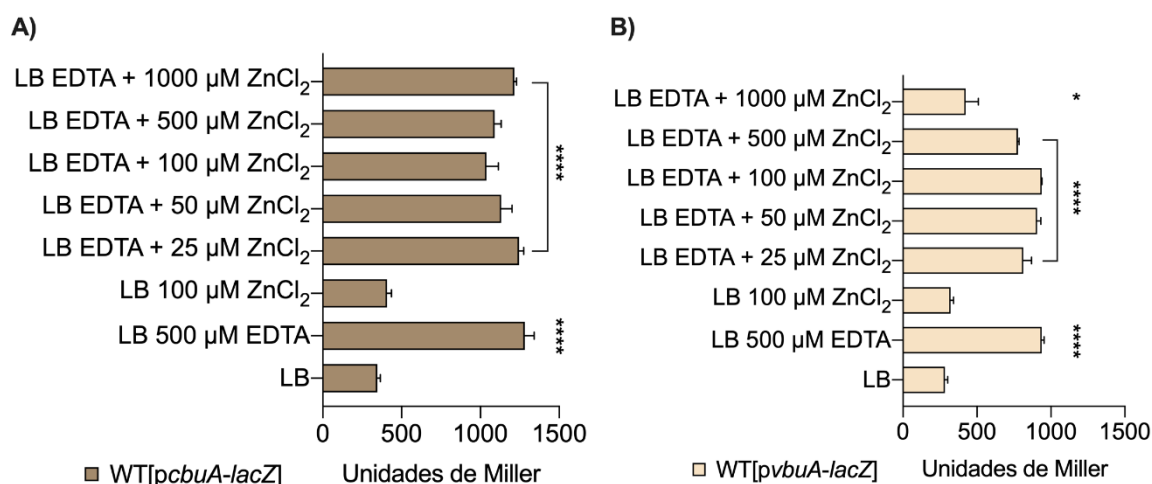 A)
LB EDTA + 1000 µM ZnCl₂
LB EDTA + 500 µM ZnCl₂
LB EDTA + 100 µM ZnCl₂
LB EDTA + 50 µM ZnCl₂
LB EDTA + 25 µM ZnCl₂
LB 100 µM ZnCl₂
LB 500 µM EDTA
LB
****
****
0 500 1000 1500
WT[pcbuA-lacZ] Unidades de Miller
B)
LB EDTA + 1000 µM ZnCl₂
LB EDTA + 500 µM ZnCl₂
LB EDTA + 100 µM ZnCl₂
LB EDTA + 50 µM ZnCl₂
LB EDTA + 25 µM ZnCl₂
LB 100 µM ZnCl₂
LB 500 µM EDTA
LB
*
****
****
0 500 1000 1500
WT[pvbuA-lacZ] Unidades de Miller